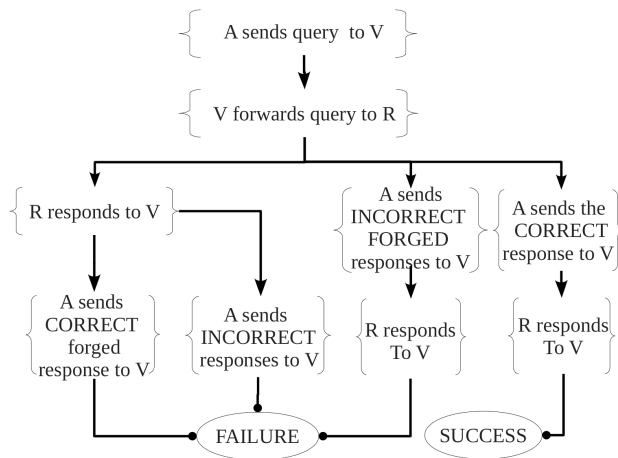 A sends query to V
V forwards query to R
R responds to V
A sends
INCORRECT
FORGED
responses to V
A sends the
CORRECT
response to V
A sends
CORRECT
forged
response to V
A sends
INCORRECT
responses to V
R responds
To V
R responds
To V
FAILURE
SUCCESS